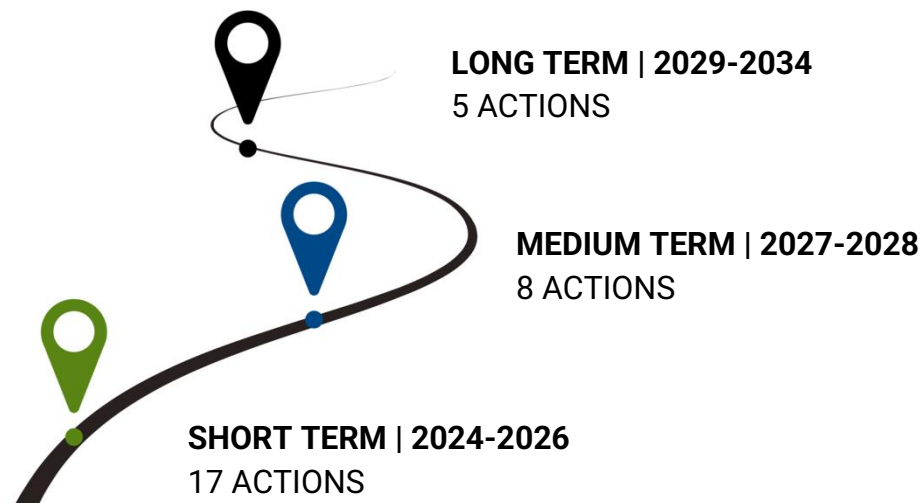 LONG TERM | 2029-2034
5 ACTIONS
MEDIUM TERM | 2027-2028
8 ACTIONS
SHORT TERM | 2024-2026
17 ACTIONS